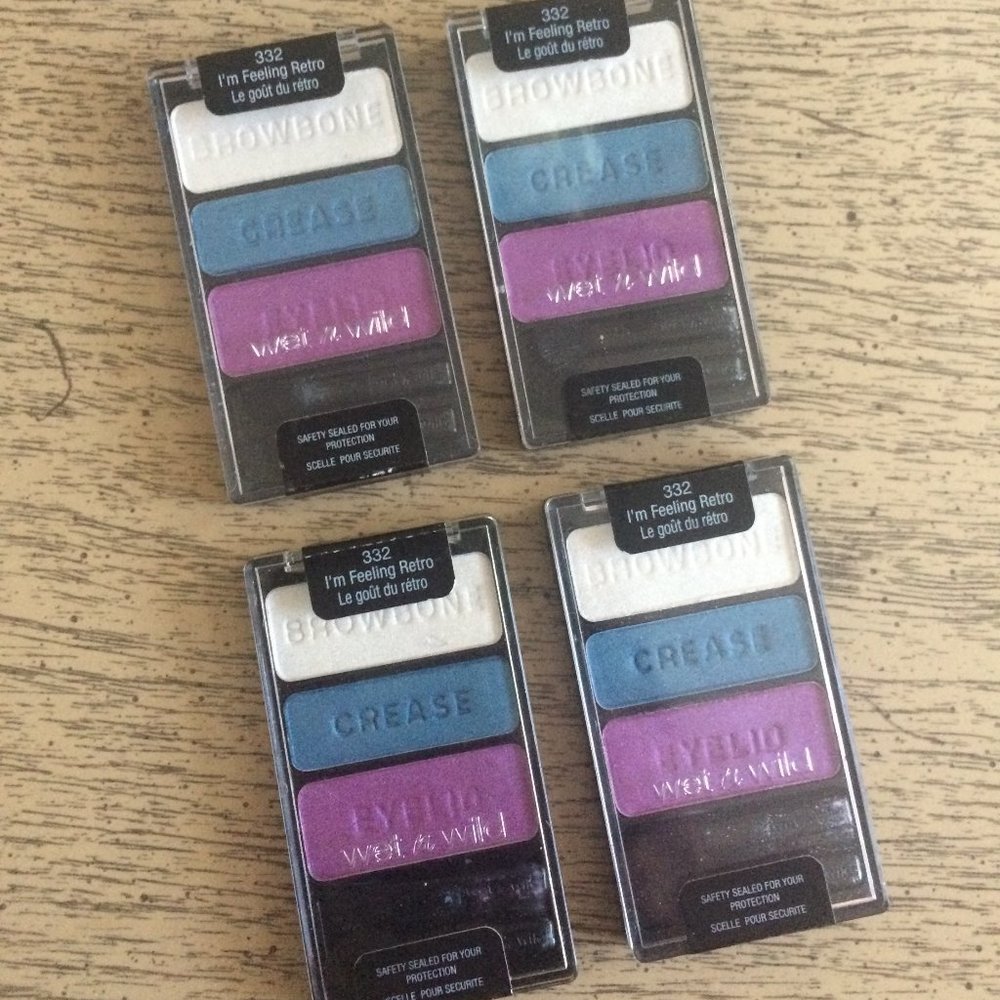 332
I'm Feeling Retro
Le goût du rétro
BROWBONE
CREASE
wet n wild
SAFETY SEALED FOR YOUR
PROTECTION
SCELLE POUR SECURITE
332
I'm Feeling Retro
Le goût du rétro
BROWBONE
CREASE
EYELID
wet n wild
SAFETY SEALED FOR YOUR
PROTECTION
SCELLE POUR SECURITE
332
I'm Feeling Retro
Le goût du rétro
BROWBONE
CREASE
EYELID
wet n wild
SAFETY SEALED FOR YOUR
PROTECTION
SCELLE POUR SECURITE
332
I'm Feeling Retro
Le goût du rétro
BROWBONE
CREASE
EYELID
wet n wild
SAFETY SEALED FOR YOUR
PROTECTION
SCELLE POUR SECURITE